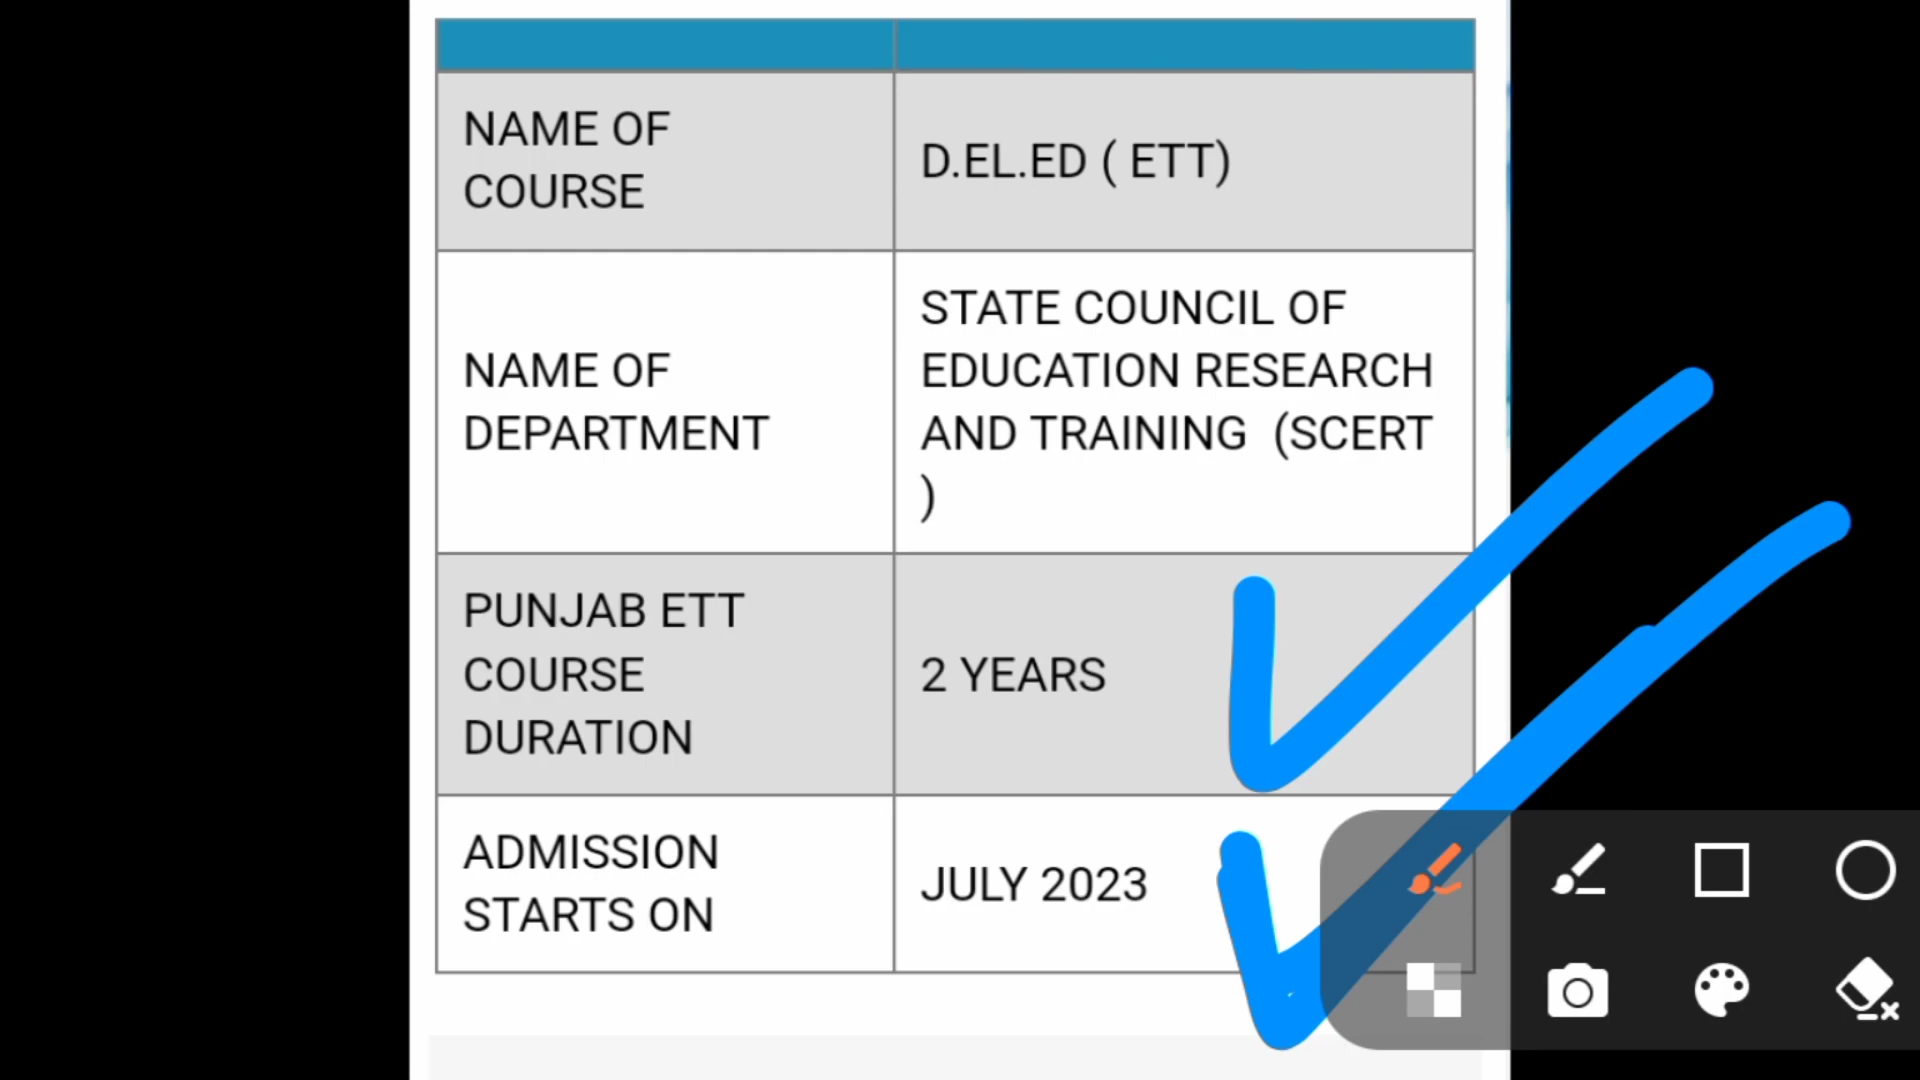 NAME OF
COURSE
D.EL.ED ( ETT)
NAME OF
DEPARTMENT
STATE COUNCIL OF
EDUCATION RESEARCH
AND TRAINING  (SCERT
)
PUNJAB ETT
COURSE
DURATION
2 YEARS
ADMISSION
STARTS ON
JULY 2023